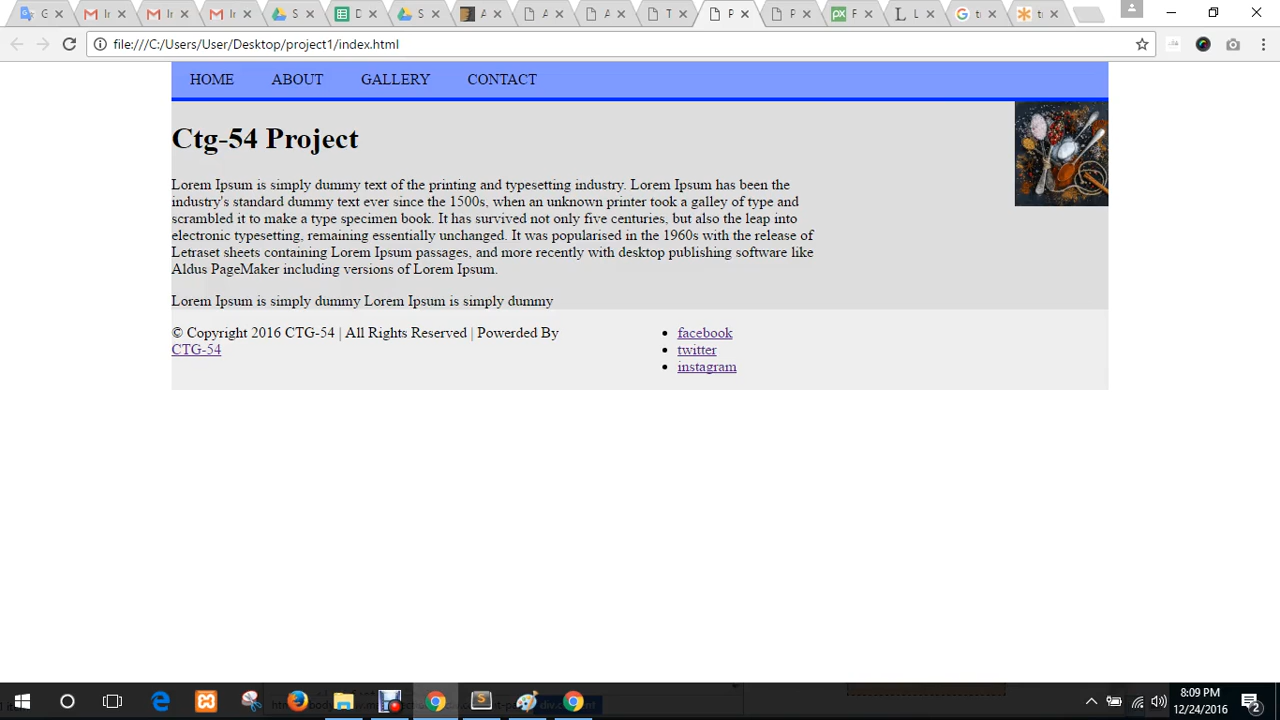 G In In In S D S A A A T P PX L ti ti
file:///C:/Users/User/Desktop/project1/index.html
HOME ABOUT GALLERY CONTACT
Ctg-54 Project
Lorem Ipsum is simply dummy text of the printing and typesetting industry. Lorem Ipsum has been the
industry's standard dummy text ever since the 1500s, when an unknown printer took a galley of type and
scrambled it to make a type specimen book. It has survived not only five centuries, but also the leap into
electronic typesetting, remaining essentially unchanged. It was popularised in the 1960s with the release of
Letraset sheets containing Lorem Ipsum passages, and more recently with desktop publishing software like
Aldus PageMaker including versions of Lorem Ipsum.
Lorem Ipsum is simply dummy Lorem Ipsum is simply dummy
© Copyright 2016 CTG-54 | All Rights Reserved | Powerded By
CTG-54
facebook
twitter
instagram
8:09 PM
12/24/2016
2